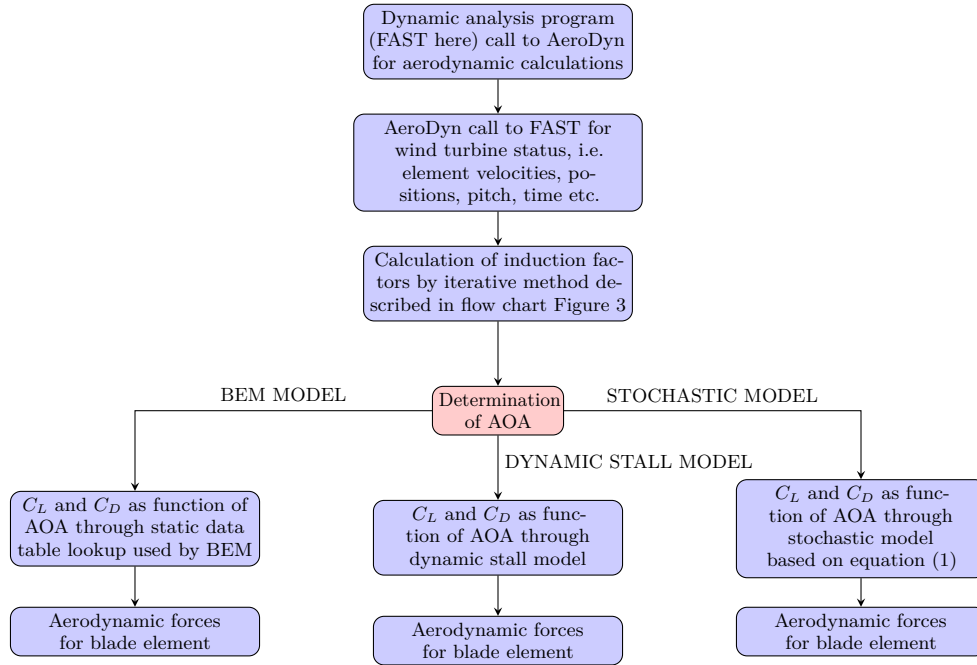 Dynamic analysis program
(FAST here) call to AeroDyn
for aerodynamic calculations
AeroDyn call to FAST for
wind turbine status, i.e.
element velocities, po-
sitions, pitch, time etc.
Calculation of induction fac-
tors by iterative method de-
scribed in flow chart Figure 3
Determination
of AOA
BEM MODEL
C_L and C_D as function of
AOA through static data
table lookup used by BEM
Aerodynamic forces
for blade element
DYNAMIC STALL MODEL
C_L and C_D as func-
tion of AOA through
dynamic stall model
Aerodynamic forces
for blade element
STOCHASTIC MODEL
C_L and C_D as func-
tion of AOA through
stochastic model
based on equation (1)
Aerodynamic forces
for blade element